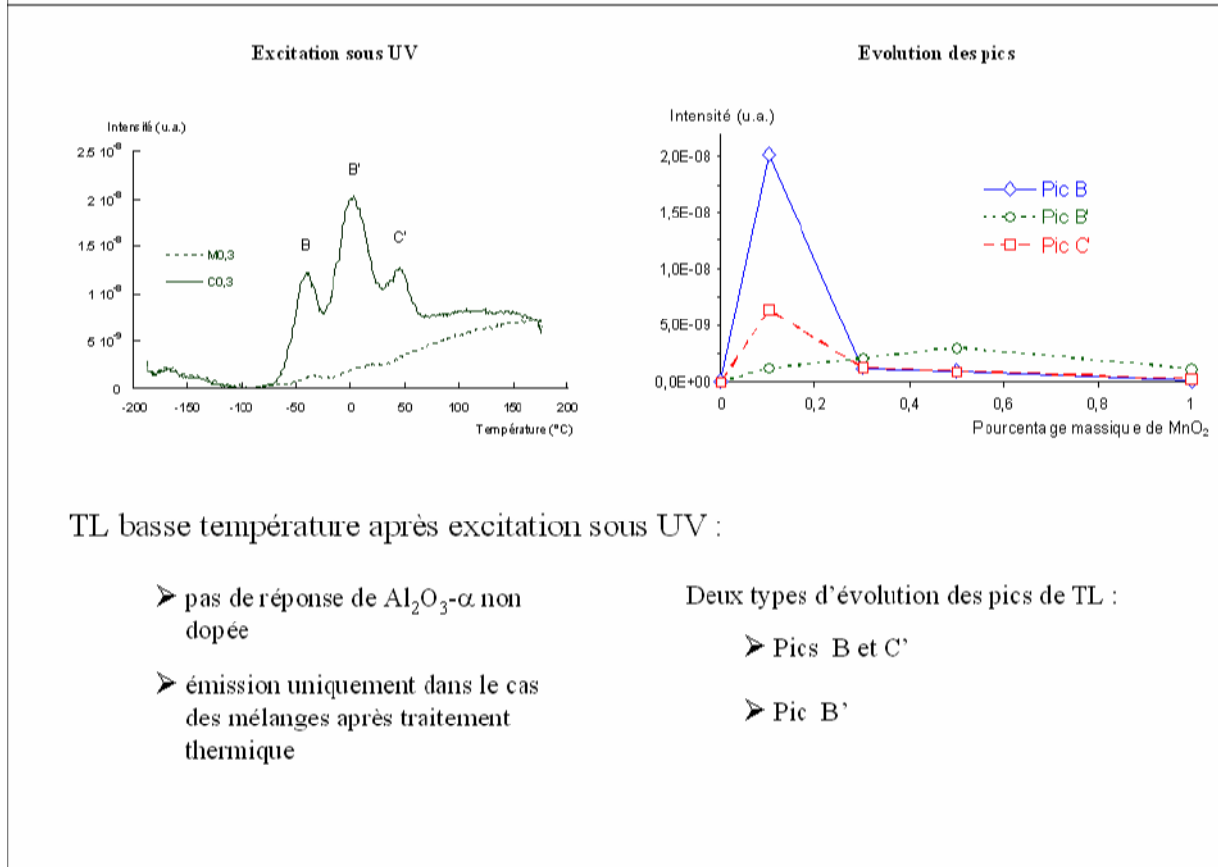 Excitation sous UV
Intensité (u.a.)
2.5 10⁻⁸
2 10⁻⁸
1.5 10⁻⁸
1 10⁻⁸
5 10⁻⁹
0
B
B'
C'
M0,3
C0,3
-200 -150 -100 -50 0 50 100 150 200
Température (°C)
Evolution des pics
Intensité (u.a.)
2,0E-08
1,5E-08
1,0E-08
5,0E-09
0,0E+00
Pic B
Pic B'
Pic C'
0 0,2 0,4 0,6 0,8 1
Pourcentage massique de MnO₂
TL basse température après excitation sous UV :
➢ pas de réponse de Al₂O₃-α non
dopée
➢ émission uniquement dans le cas
des mélanges après traitement
thermique
Deux types d’évolution des pics de TL :
➢ Pics B et C’
➢ Pic B’